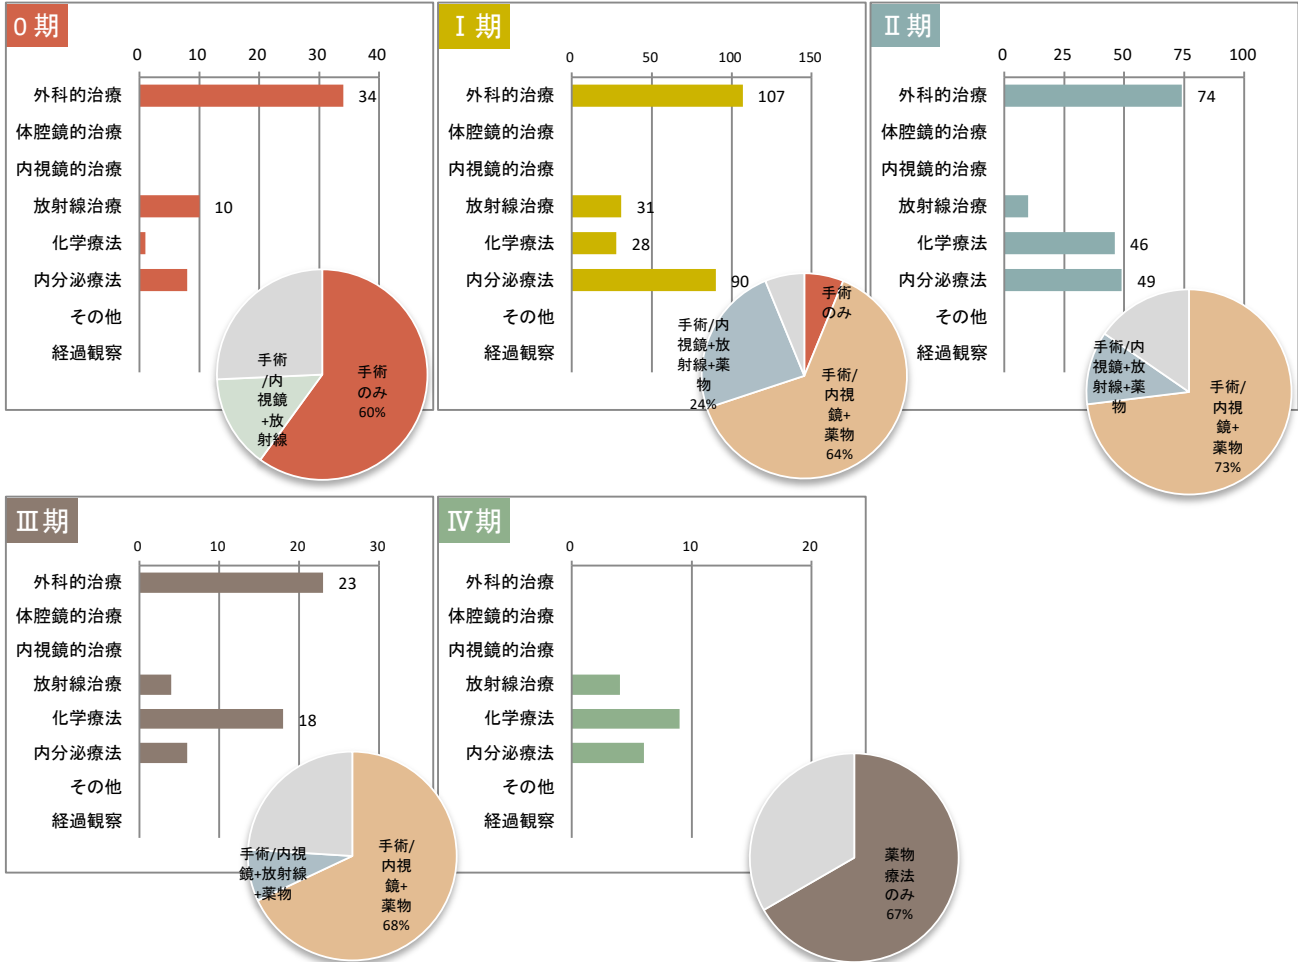 0 期
0 10 20 30 40
外科的治療 34
体腔鏡的治療
内視鏡的治療
放射線治療 10
化学療法
内分泌療法
その他
経過観察
手術
/内
視鏡
+放
射線
手術
のみ
60%
Ⅰ 期
0 50 100 150
外科的治療 107
体腔鏡的治療
内視鏡的治療
放射線治療 31
化学療法 28
内分泌療法 90
その他
経過観察
手術
のみ
手術/内
視鏡+放
射線+薬
物
24%
手術/
内視
鏡+
薬物
64%
Ⅱ 期
0 25 50 75 100
外科的治療 74
体腔鏡的治療
内視鏡的治療
放射線治療
化学療法 46
内分泌療法 49
その他
経過観察
手術/内
視鏡+放
射線+薬
物
手術/
内視
鏡+
薬物
73%
Ⅲ 期
0 10 20 30
外科的治療 23
体腔鏡的治療
内視鏡的治療
放射線治療
化学療法 18
内分泌療法
その他
経過観察
手術/内視
鏡+放射線
+薬物
手術/
内視
鏡+
薬物
68%
Ⅳ 期
0 10 20
外科的治療
体腔鏡的治療
内視鏡的治療
放射線治療
化学療法
内分泌療法
その他
経過観察
薬物
療法
のみ
67%